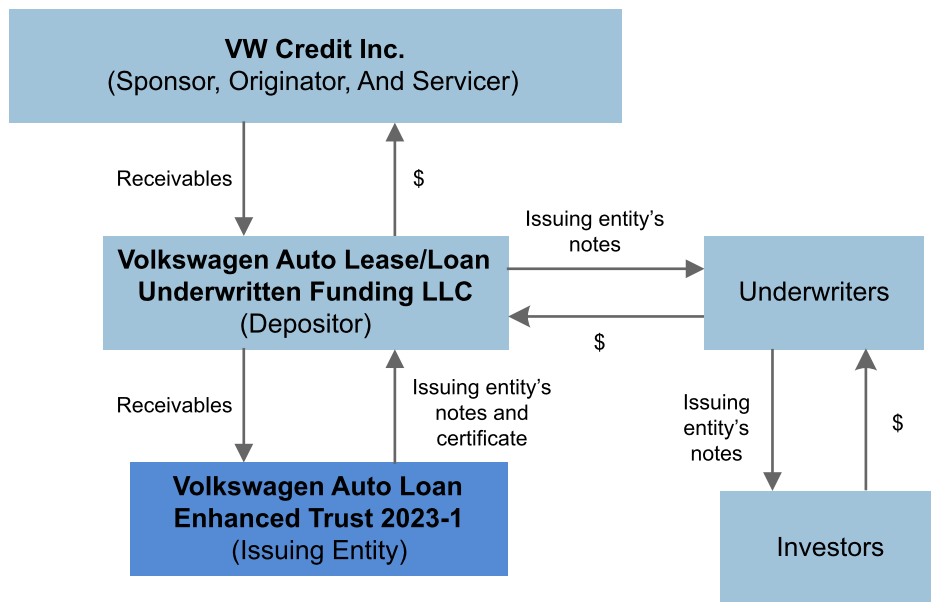 VW Credit Inc.
(Sponsor, Originator, And Servicer)
Receivables
$
Volkswagen Auto Lease/Loan
Underwritten Funding LLC
(Depositor)
Issuing entity's
notes
$
Underwriters
Receivables
Issuing entity's
notes and
certificate
Issuing
entity's
notes
$
Volkswagen Auto Loan
Enhanced Trust 2023-1
(Issuing Entity)
Investors